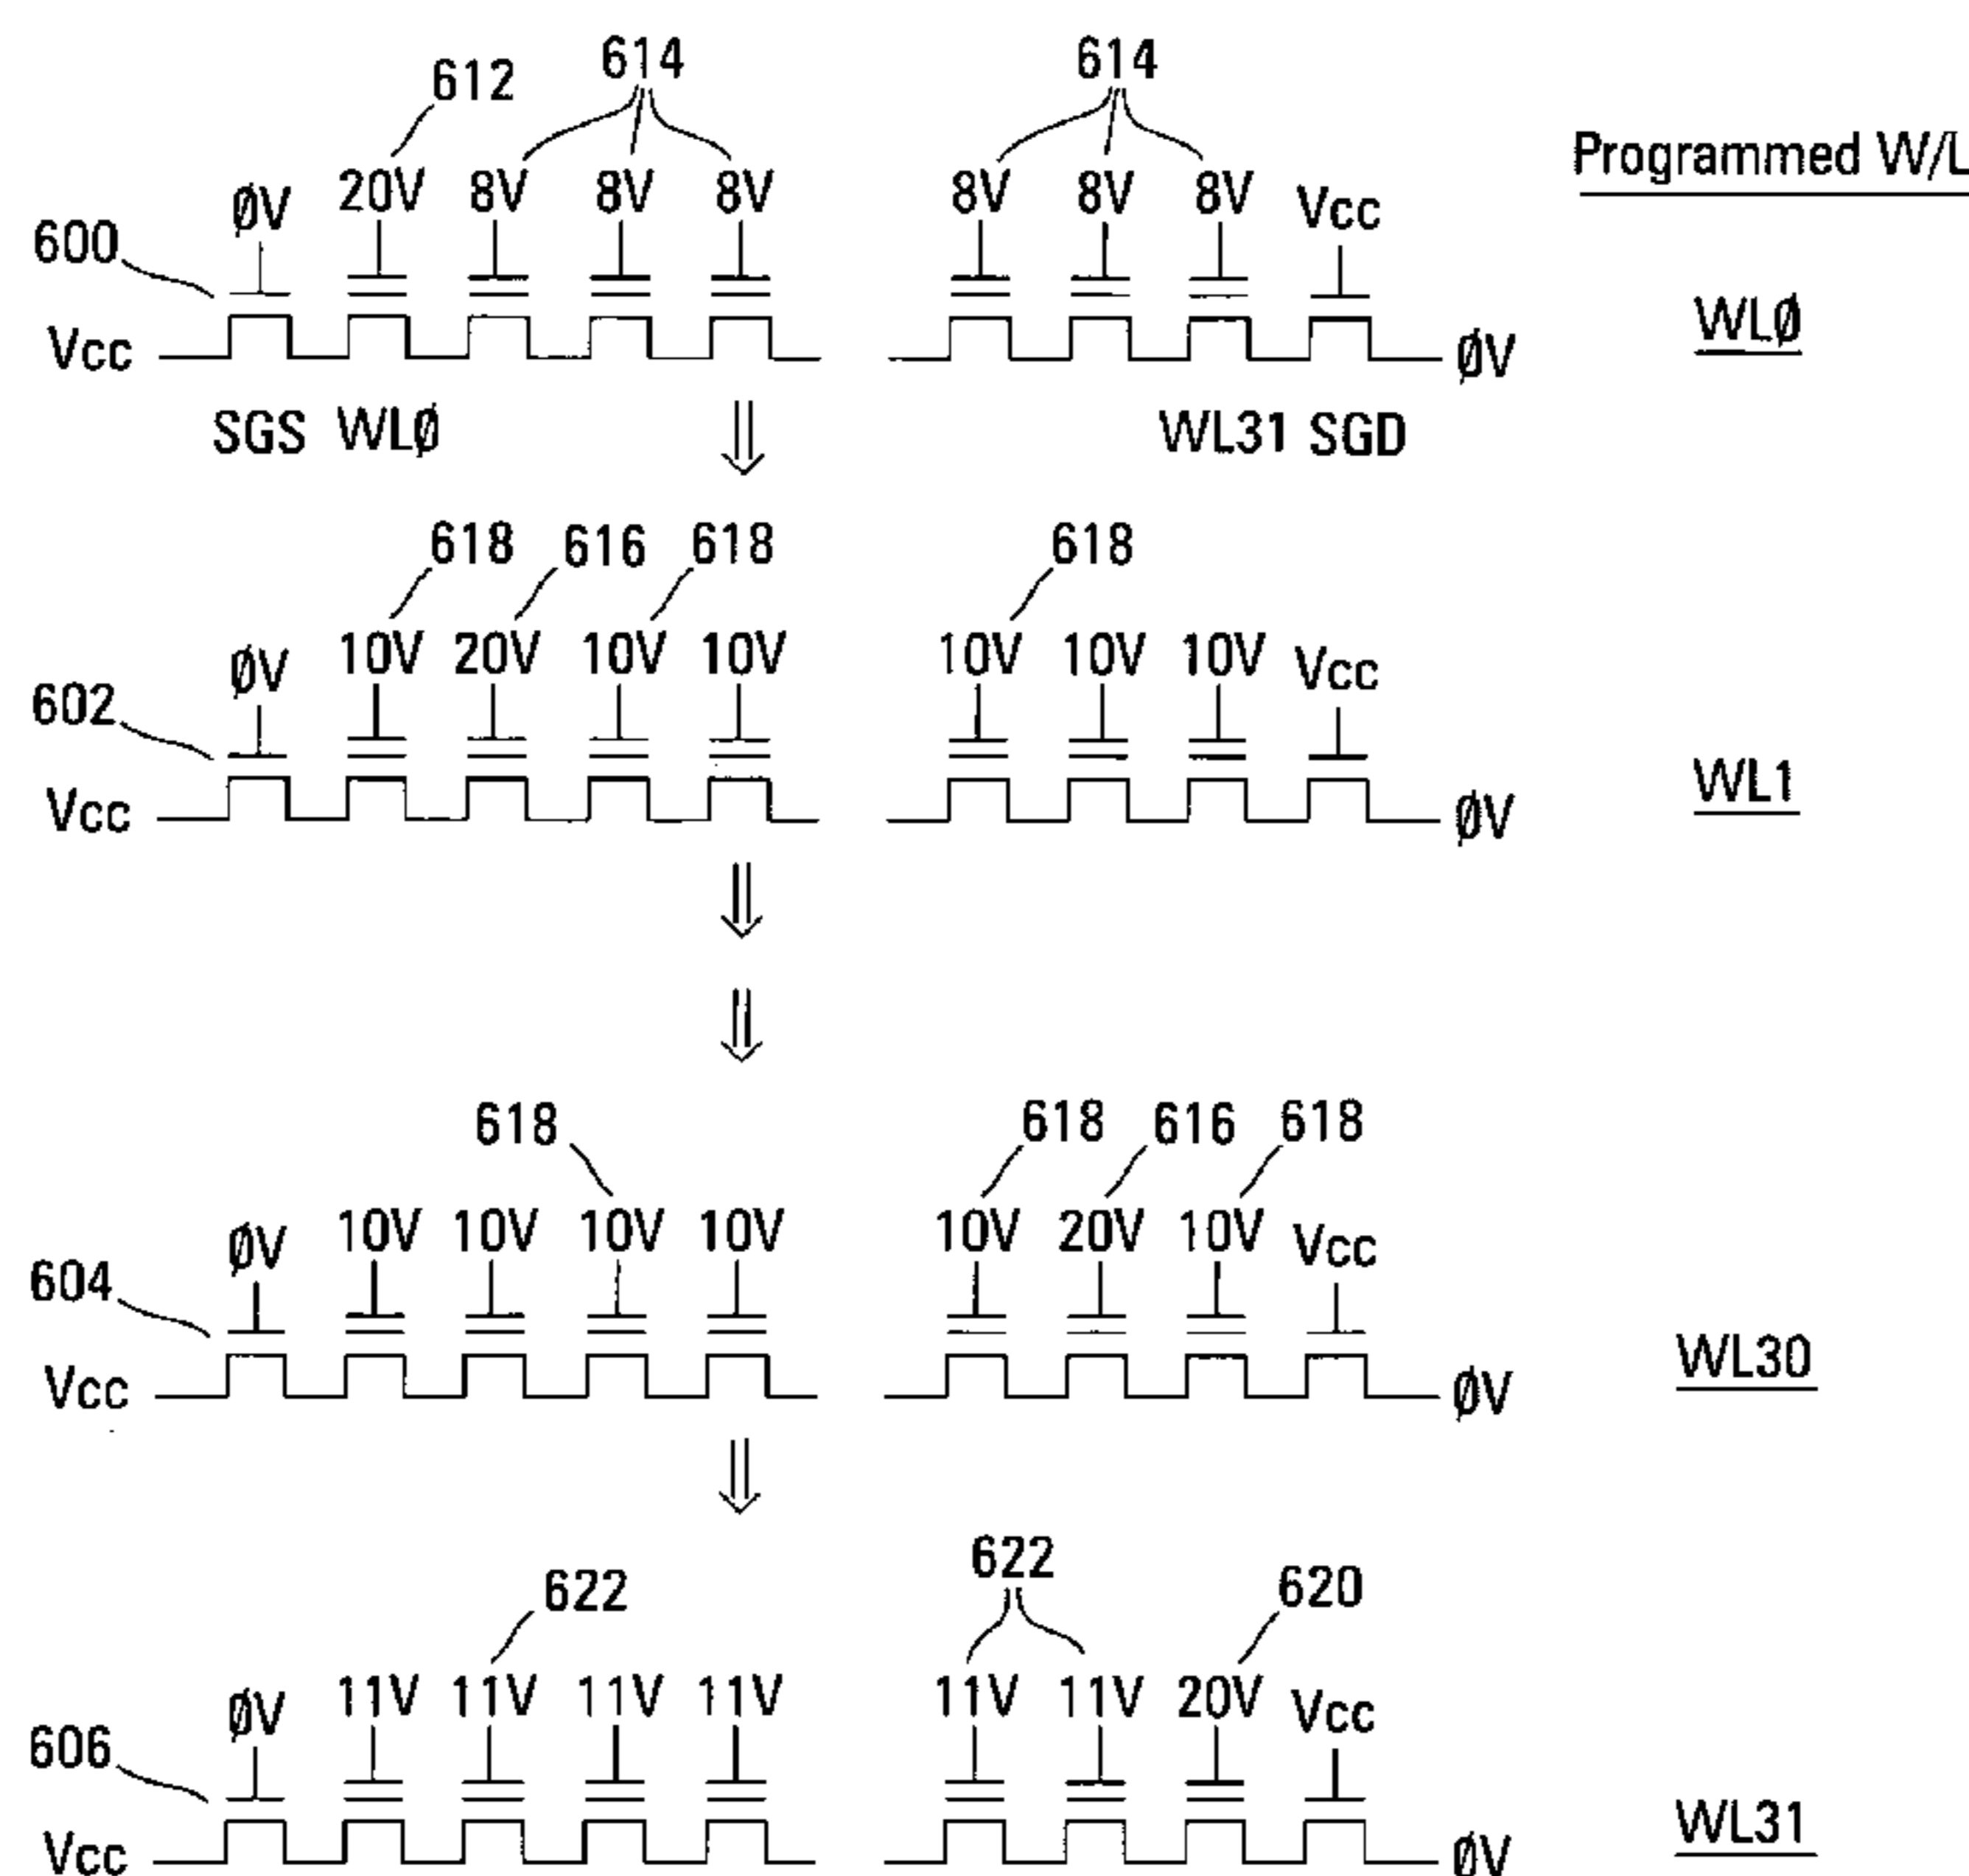 612 614 614
Programmed W/L
ØV 20V 8V 8V 8V 8V 8V 8V Vcc
600
WLØ
Vcc ØV
SGS WLØ WL31 SGD
618 616 618 618
ØV 10V 20V 10V 10V 10V 10V 10V Vcc
602
WL1
Vcc ØV
618 618 616 618
ØV 10V 10V 10V 10V 10V 20V 10V Vcc
604
WL30
Vcc ØV
622 622 620
ØV 11V 11V 11V 11V 11V 11V 20V Vcc
606
WL31
Vcc ØV